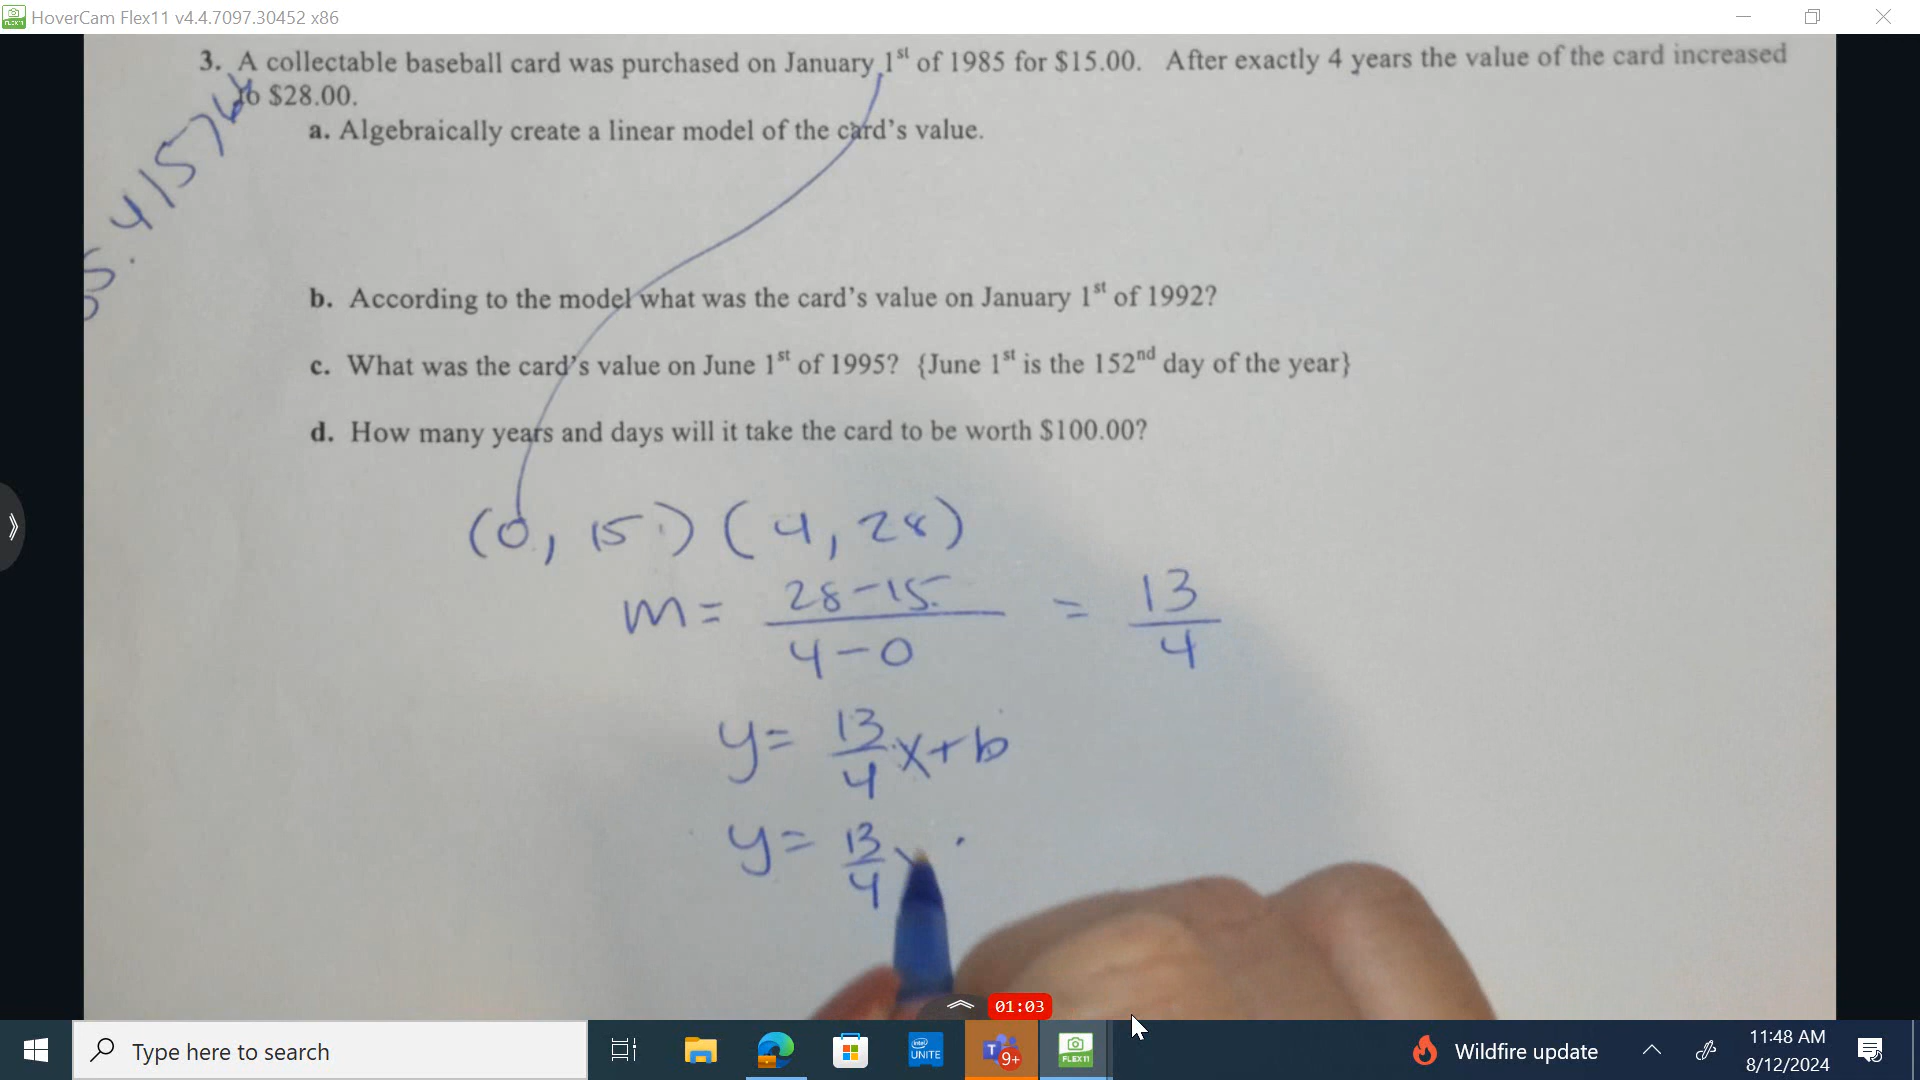 HoverCam Flex11 v4.4.7097.30452 x86
3. A collectable baseball card was purchased on January 1st of 1985 for $15.00. After exactly 4 years the value of the card increased
to $28.00.
a. Algebraically create a linear model of the card's value.
b. According to the model what was the card's value on January 1st of 1992?
c. What was the card's value on June 1st of 1995? {June 1st is the 152nd day of the year}
d. How many years and days will it take the card to be worth $100.00?
(0, 15) (4, 28)
m = 28-15 / 4-0 = 13/4
y = 13/4 x + b
y = 13/4
01:03
Type here to search
intel UNITE
9+
FLEX11
Wildfire update
11:48 AM
8/12/2024